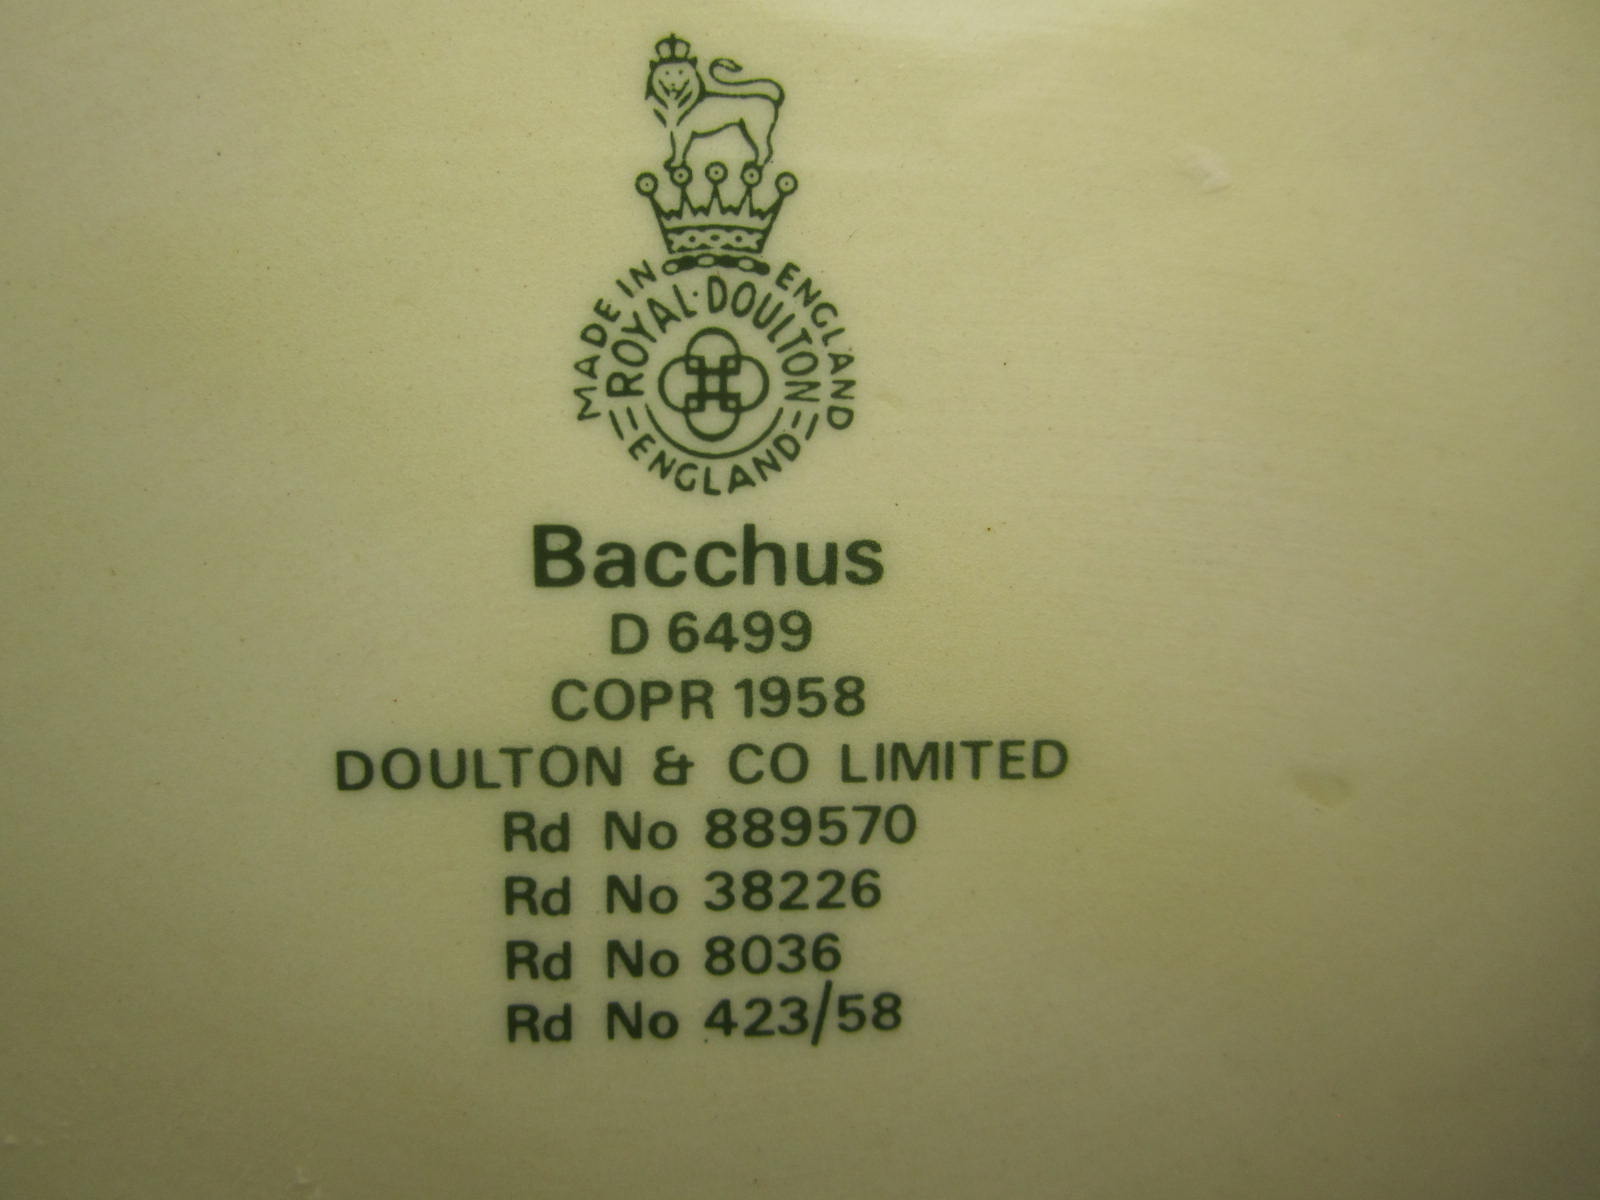 MADE IN ENGLAND
ROYAL·DOULTON
ENGLAND
Bacchus
D 6499
COPR 1958
DOULTON & CO LIMITED
Rd No 889570
Rd No 38226
Rd No 8036
Rd No 423/58